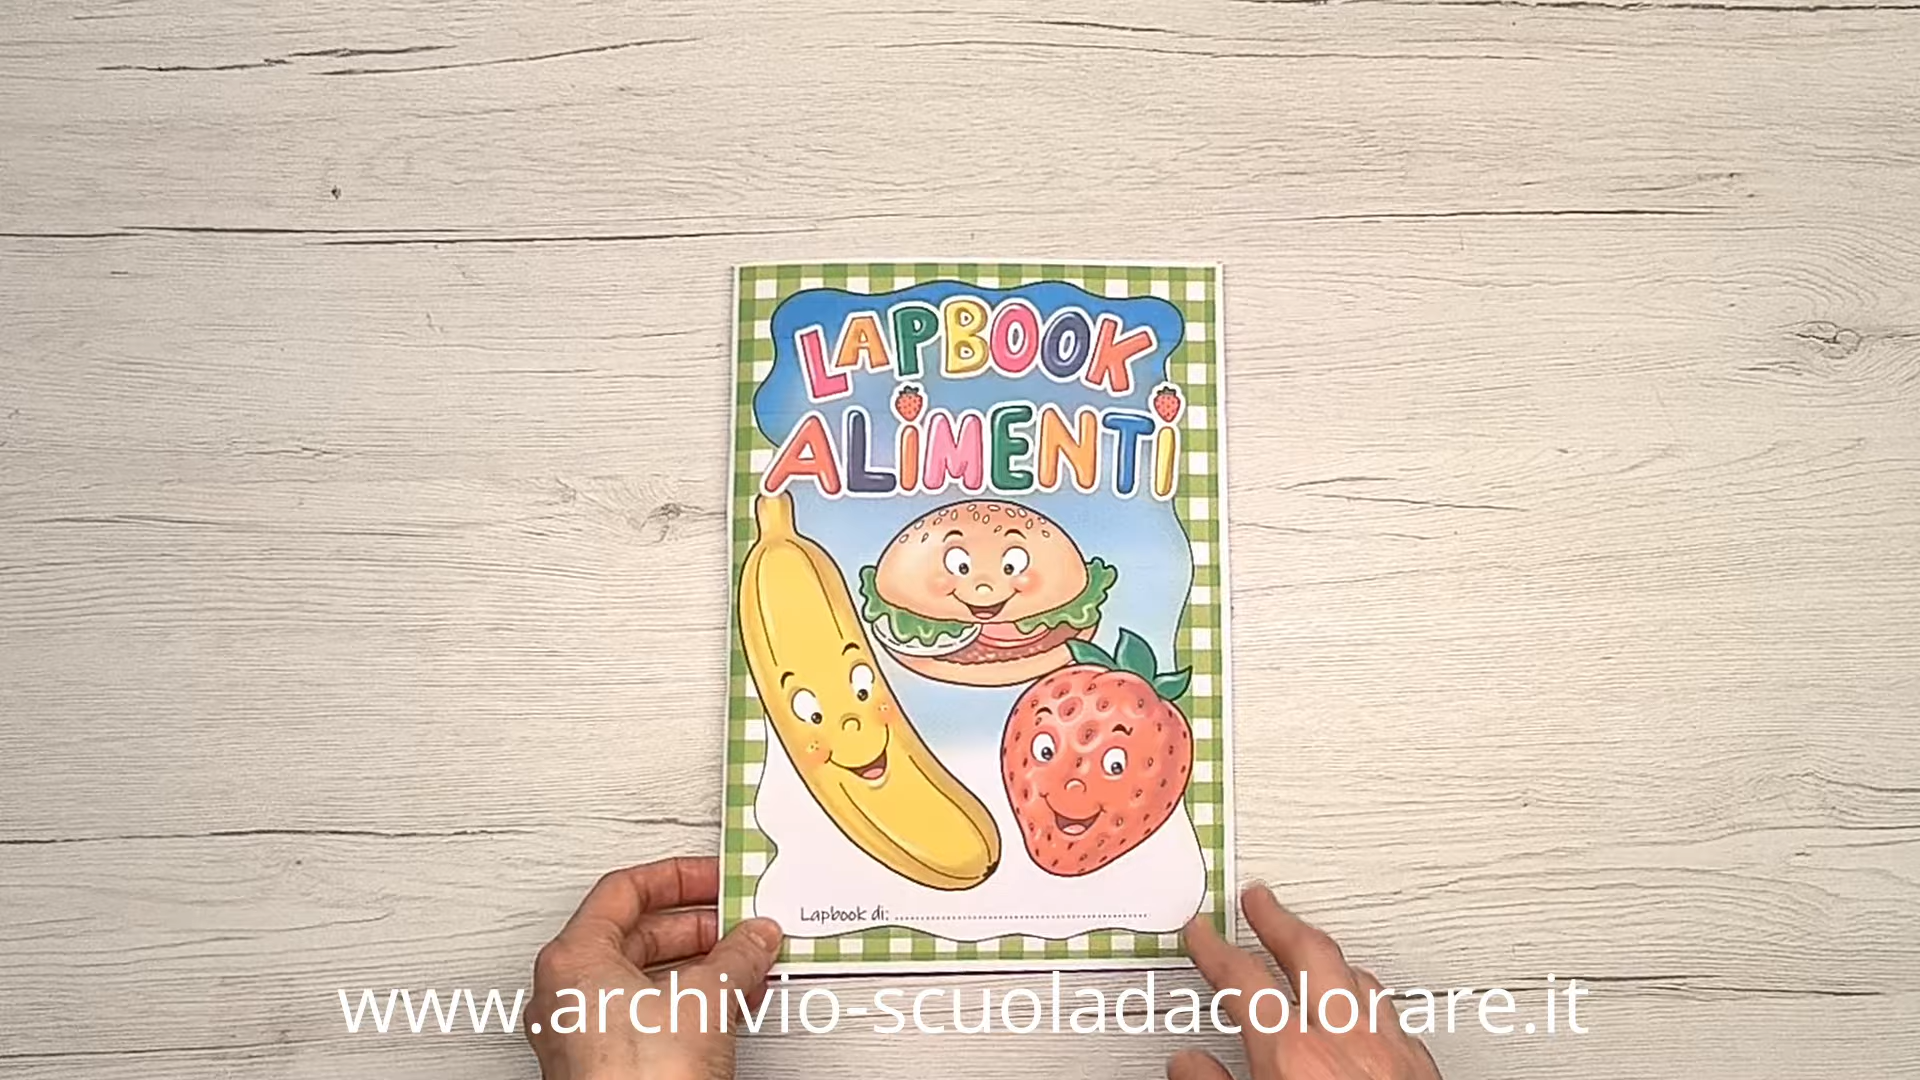 LAPBOOK
ALIMENTI
Lapbook di: ..................................................
www.archivio-scuoladacolorare.it